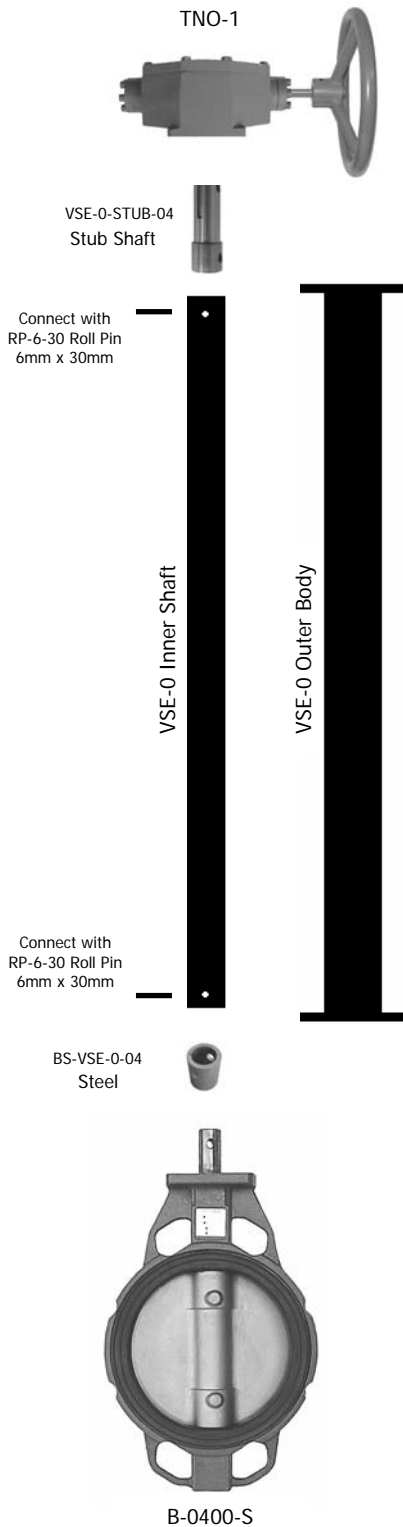 TNO-1
VSE-0-STUB-04
Stub Shaft
Connect with
RP-6-30 Roll Pin
6mm x 30mm
VSE-0 Inner Shaft
VSE-0 Outer Body
Connect with
RP-6-30 Roll Pin
6mm x 30mm
BS-VSE-0-04
Steel
B-0400-S